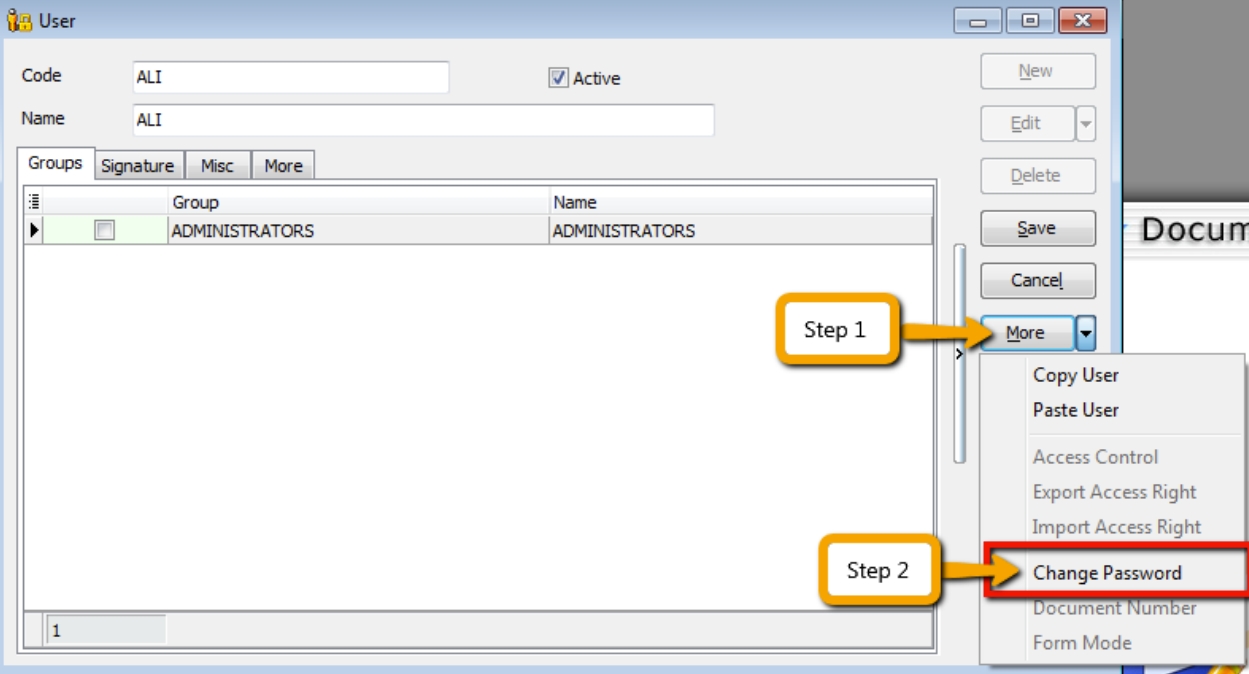 User
Code
ALI
Active
New
Name
ALI
Edit
Groups
Signature
Misc
More
Delete
Group
Name
ADMINISTRATORS
ADMINISTRATORS
Save
Docum
Cancel
Step 1
More
Copy User
Paste User
Access Control
Export Access Right
Import Access Right
Step 2
Change Password
Document Number
Form Mode
1